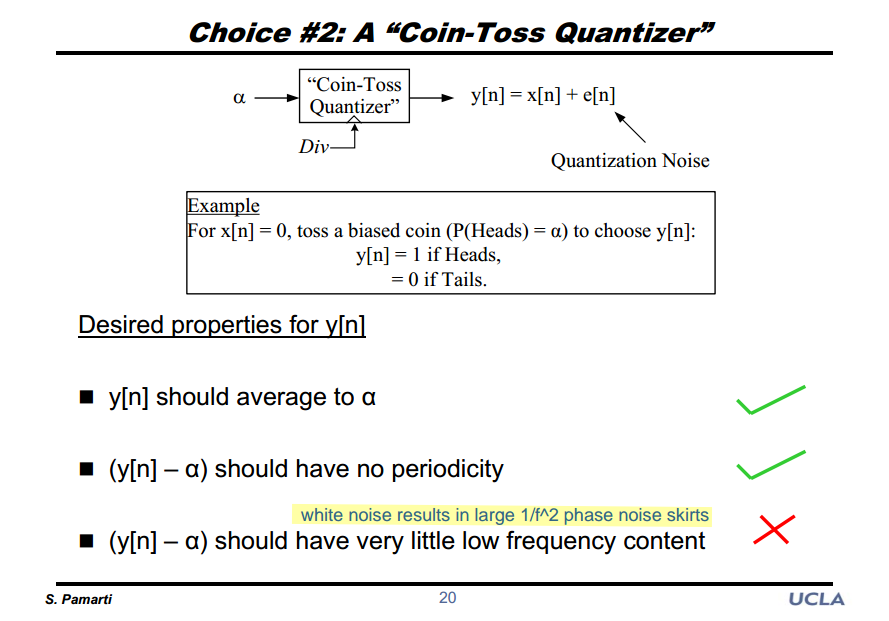 Choice #2: A “Coin-Toss Quantizer”
α
“Coin-Toss
Quantizer”
y[n] = x[n] + e[n]
Div
Quantization Noise
Example
For x[n] = 0, toss a biased coin (P(Heads) = α) to choose y[n]:
y[n] = 1 if Heads,
= 0 if Tails.
Desired properties for y[n]
■ y[n] should average to α
■ (y[n] – α) should have no periodicity
white noise results in large 1/f^2 phase noise skirts
■ (y[n] – α) should have very little low frequency content
S. Pamarti
20
UCLA